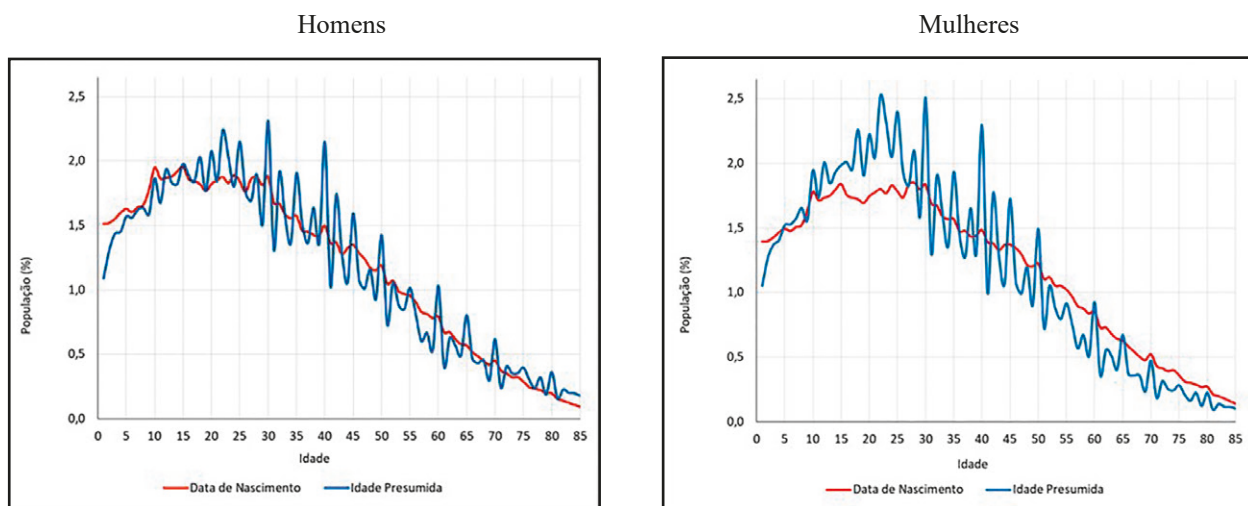 Homens
2,5
2,0
1,5
1,0
0,5
0,0
População (%)
0 5 10 15 20 25 30 35 40 45 50 55 60 65 70 75 80 85
Idade
Data de Nascimento Idade Presumida
Mulheres
2,5
2,0
1,5
1,0
0,5
0,0
População (%)
0 5 10 15 20 25 30 35 40 45 50 55 60 65 70 75 80 85
Idade
Data de Nascimento Idade Presumida